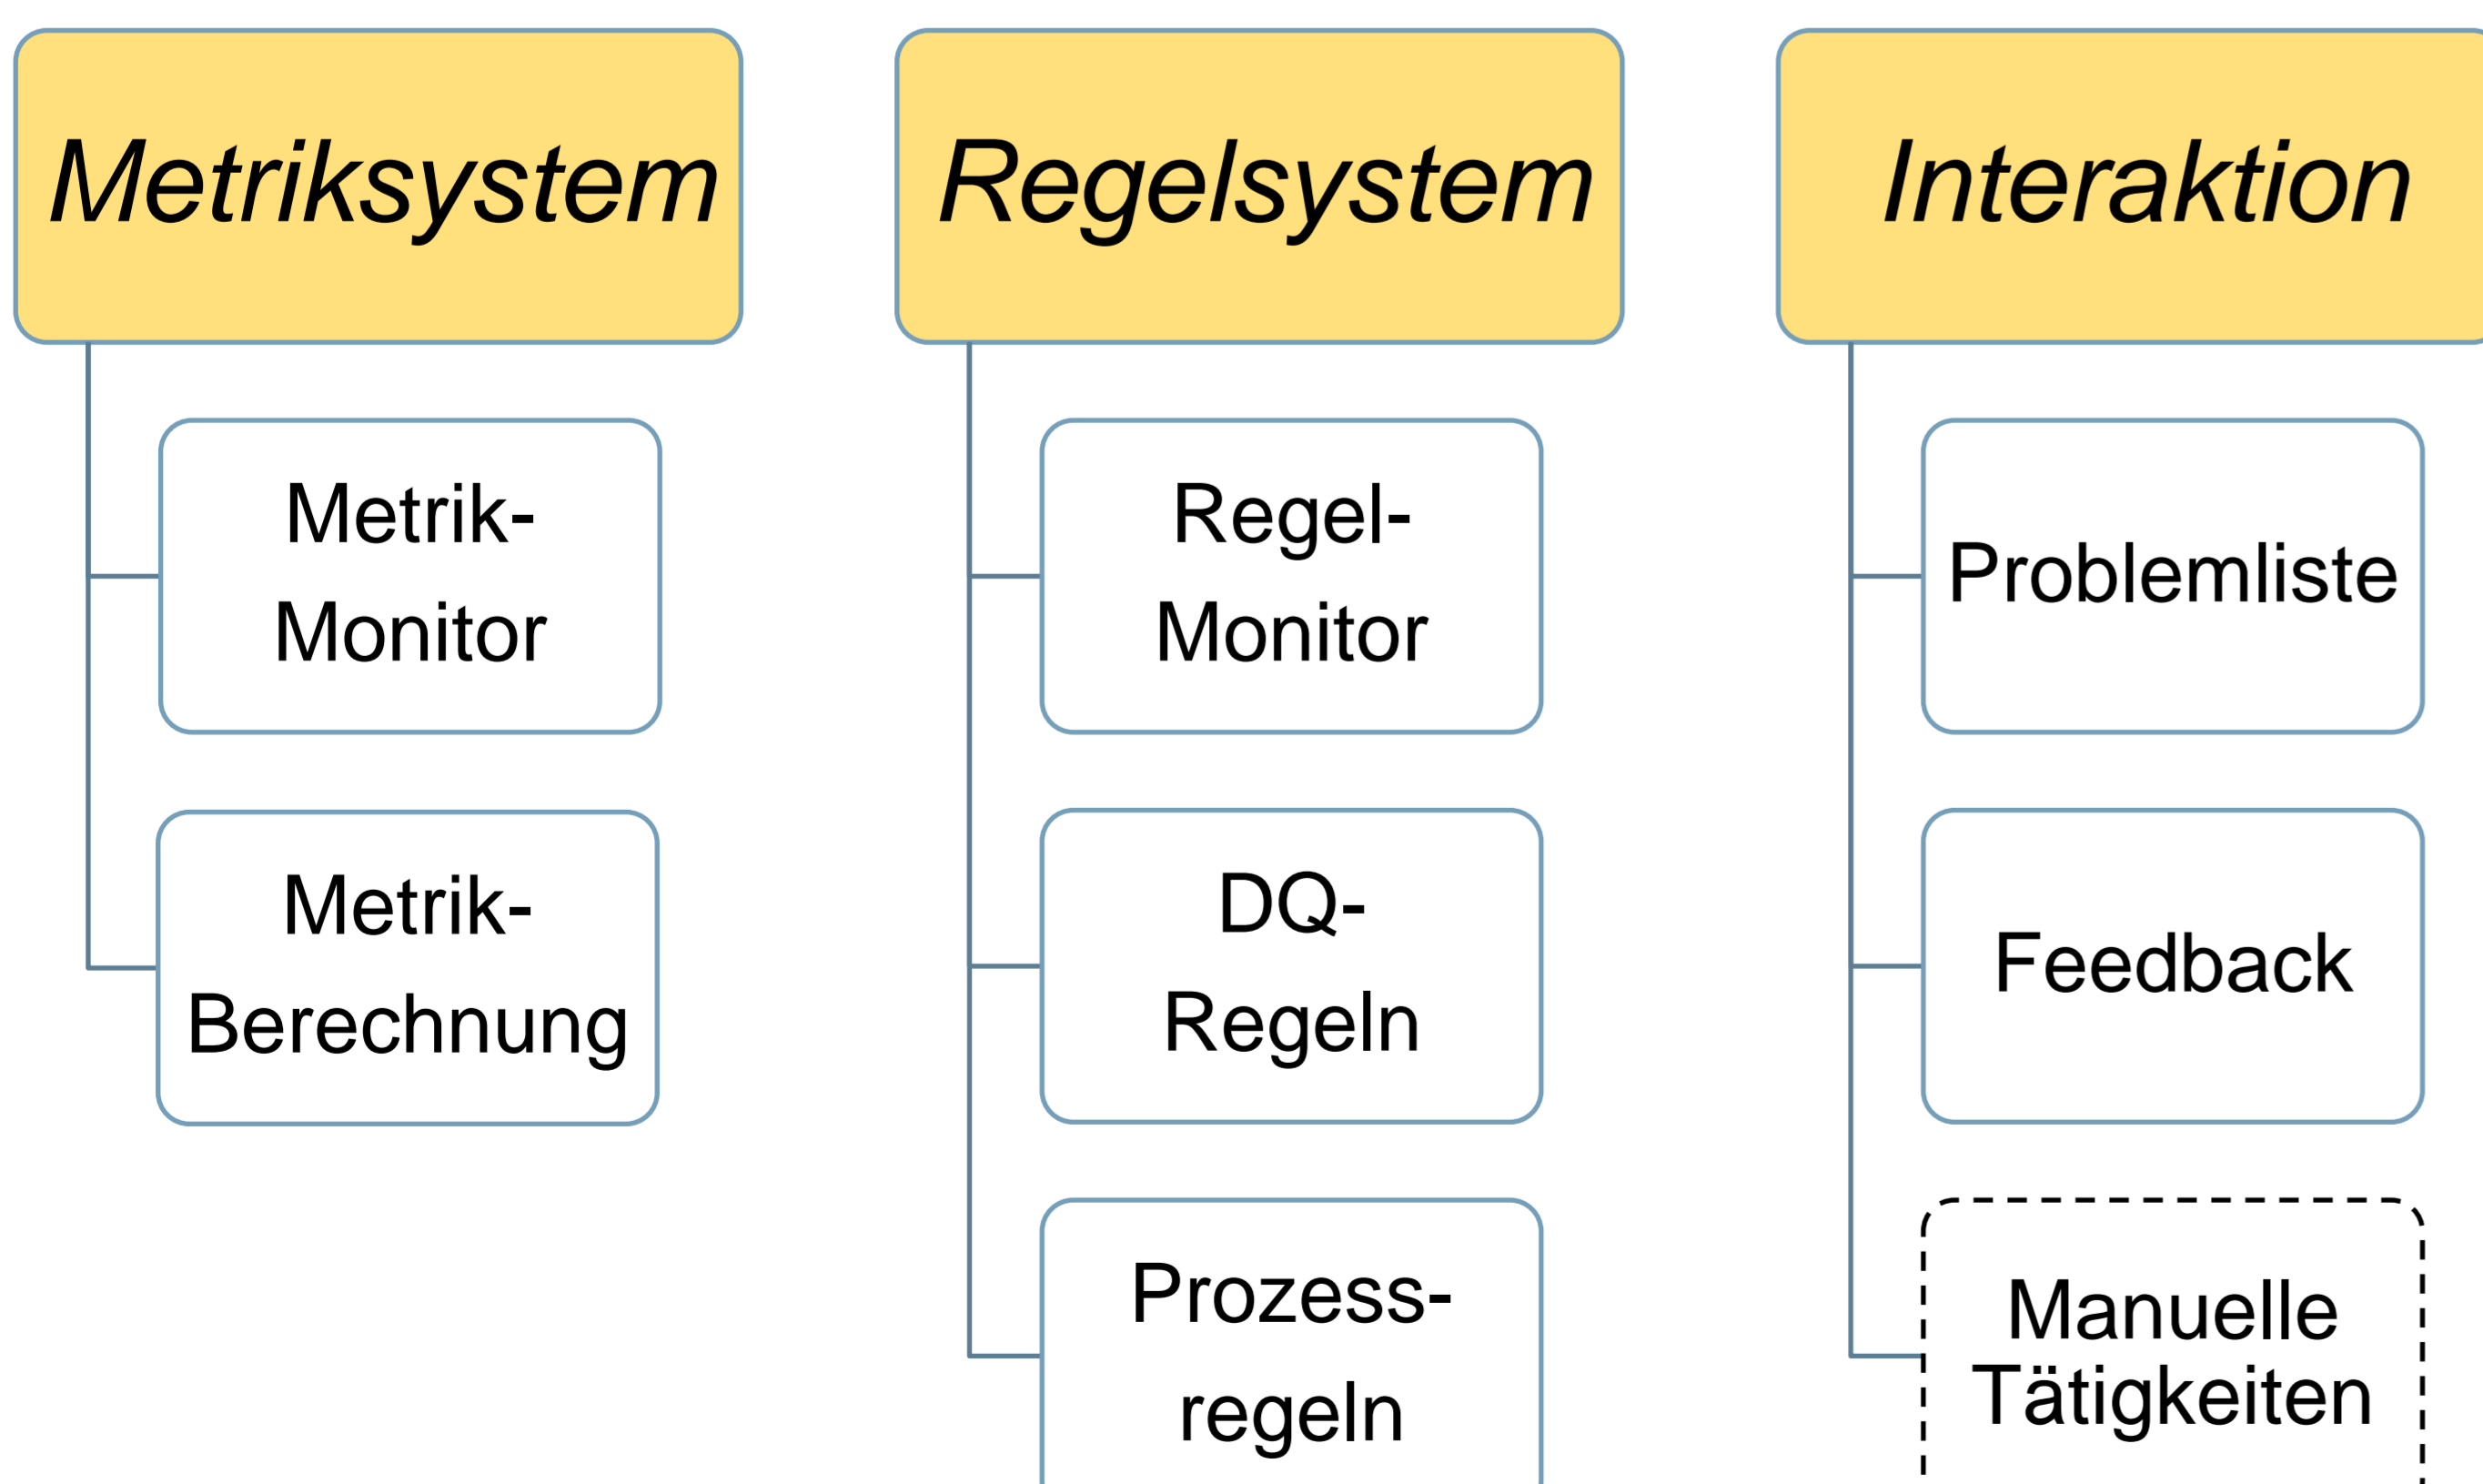 Metriksystem
Metrik-
Monitor
Metrik-
Berechnung
Regelsystem
Regel-
Monitor
DQ-
Regeln
Prozess-
regeln
Interaktion
Problemliste
Feedback
Manuelle
Tätigkeiten